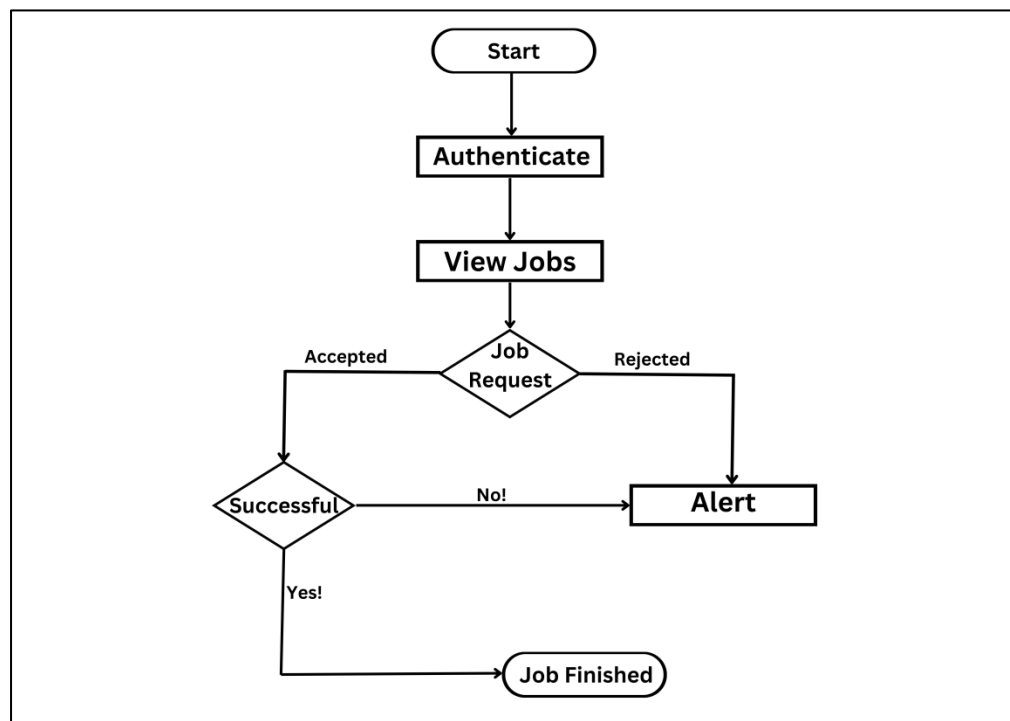 Start
Authenticate
View Jobs
Job
Request
Accepted
Rejected
Successful
No!
Alert
Yes!
Job Finished